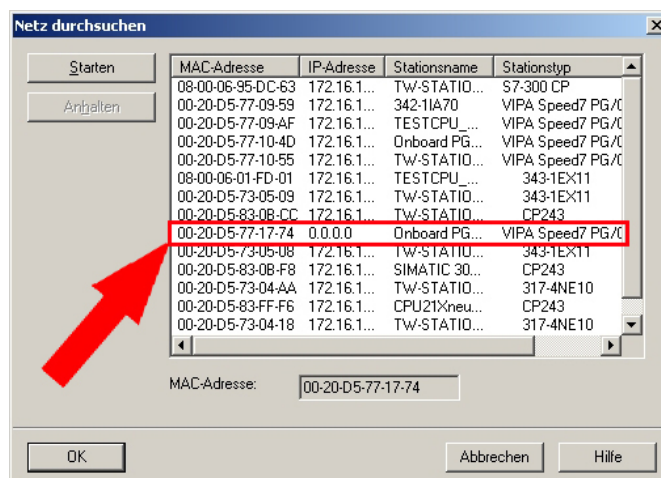 Netz durchsuchen
Starten
Anhalten
MAC-Adresse IP-Adresse Stationsname Stationstyp
08-00-06-95-DC-63 172.16.1... TW-STATIO... S7-300 CP
00-20-D5-77-09-59 172.16.1... 342-1IA70 VIPA Speed7 PG/O
00-20-D5-77-09-AF 172.16.1... TESTCPU_... VIPA Speed7 PG/O
00-20-D5-77-10-4D 172.16.1... Onboard PG... VIPA Speed7 PG/O
00-20-D5-77-10-55 172.16.1... TW-STATIO... VIPA Speed7 PG/O
08-00-06-01-FD-01 172.16.1... TESTCPU_... 343-1EX11
00-20-D5-73-05-09 172.16.1... TW-STATIO... 343-1EX11
00-20-D5-83-0B-CC 172.16.1... TW-STATIO... CP243
00-20-D5-77-17-74 0.0.0.0 Onboard PG... VIPA Speed7 PG/O
00-20-D5-73-05-08 172.16.1... TW-STATIO... 343-1EX11
00-20-D5-83-0B-F8 172.16.1... SIMATIC 30... CP243
00-20-D5-73-04-AA 172.16.1... TW-STATIO... 317-4NE10
00-20-D5-83-FF-F6 172.16.1... CPU21Xneu... CP243
00-20-D5-73-04-18 172.16.1... TW-STATIO... 317-4NE10
MAC-Adresse: 00-20-D5-77-17-74
OK Abbrechen Hilfe